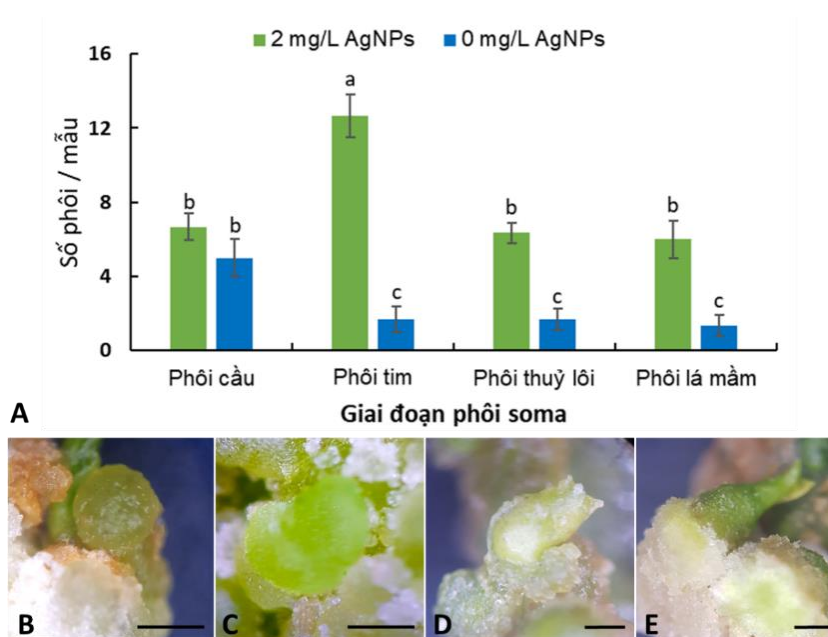 2 mg/L AgNPs 0 mg/L AgNPs
16
12
8
4
0
Số phôi / mẫu
b b a c b c b c
Phôi cầu Phôi tim Phôi thuỷ lôi Phôi lá mầm
Giai đoạn phôi soma
A
B C D E